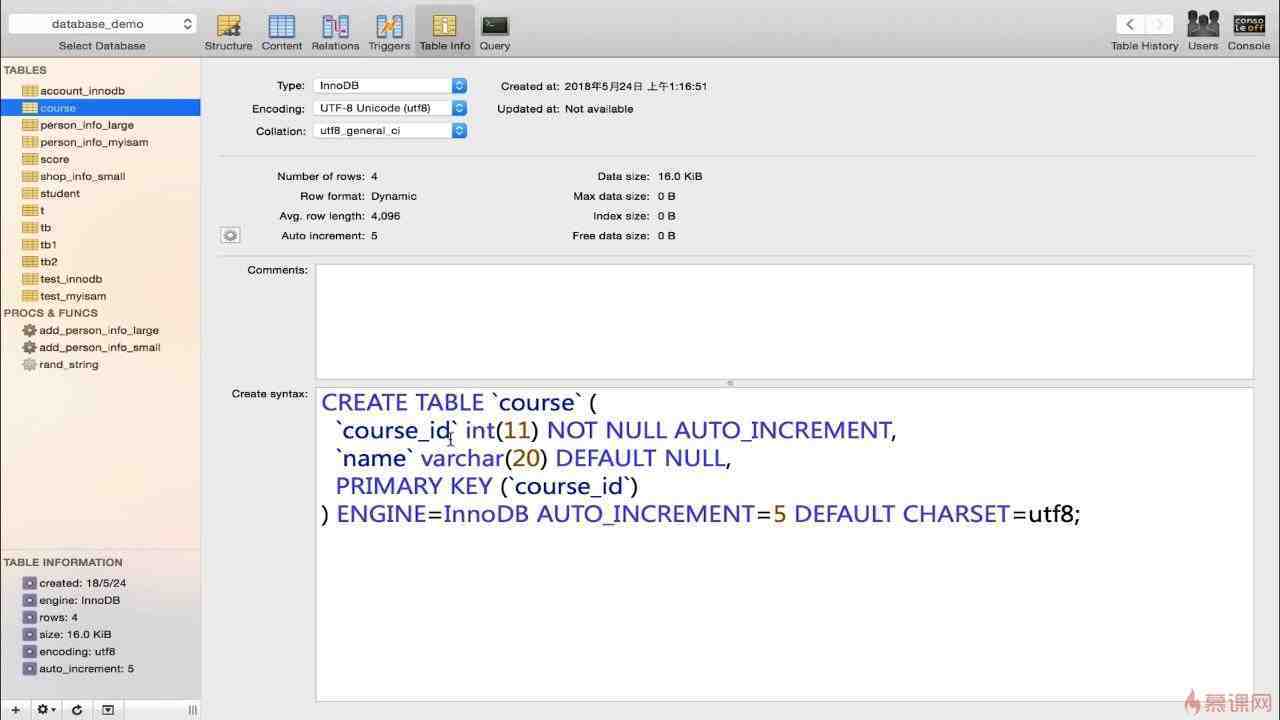 database_demo
Select Database
Structure Content Relations Triggers Table Info Query
Table History Users Console
conso
le off
TABLES
account_innodb
course
person_info_large
person_info_myisam
score
shop_info_small
student
t
tb
tb1
tb2
test_innodb
test_myisam
PROCS & FUNCS
add_person_info_large
add_person_info_small
rand_string
TABLE INFORMATION
created: 18/5/24
engine: InnoDB
rows: 4
size: 16.0 KiB
encoding: utf8
auto_increment: 5
Type: InnoDB Created at: 2018年5月24日 上午1:16:51
Encoding: UTF-8 Unicode (utf8) Updated at: Not available
Collation: utf8_general_ci
Number of rows: 4 Data size: 16.0 KiB
Row format: Dynamic Max data size: 0 B
Avg. row length: 4,096 Index size: 0 B
Auto increment: 5 Free data size: 0 B
Comments:
Create syntax:
CREATE TABLE `course` (
`course_id` int(11) NOT NULL AUTO_INCREMENT,
`name` varchar(20) DEFAULT NULL,
PRIMARY KEY (`course_id`)
) ENGINE=InnoDB AUTO_INCREMENT=5 DEFAULT CHARSET=utf8;
慕课网